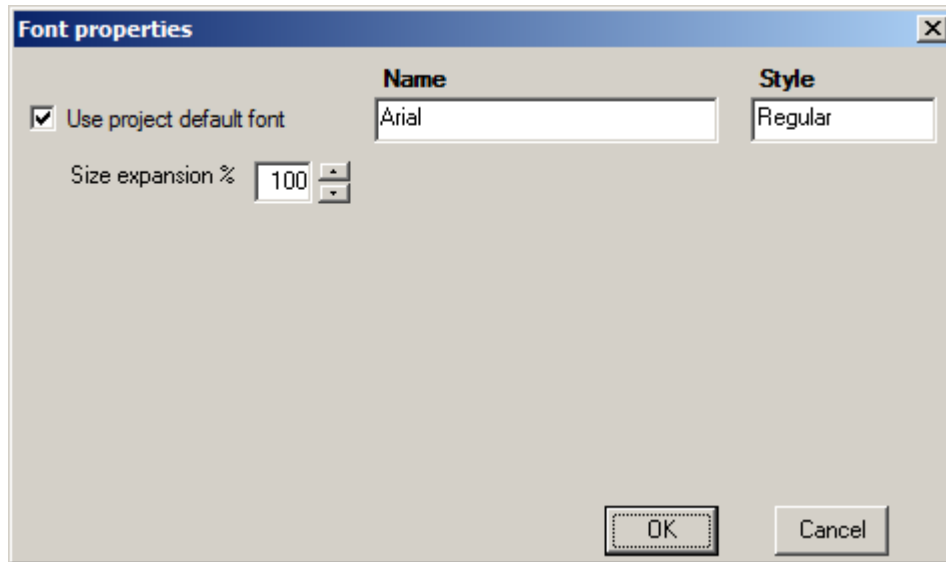 Font properties
Name Style
Use project default font Arial Regular
Size expansion % 100
OK Cancel